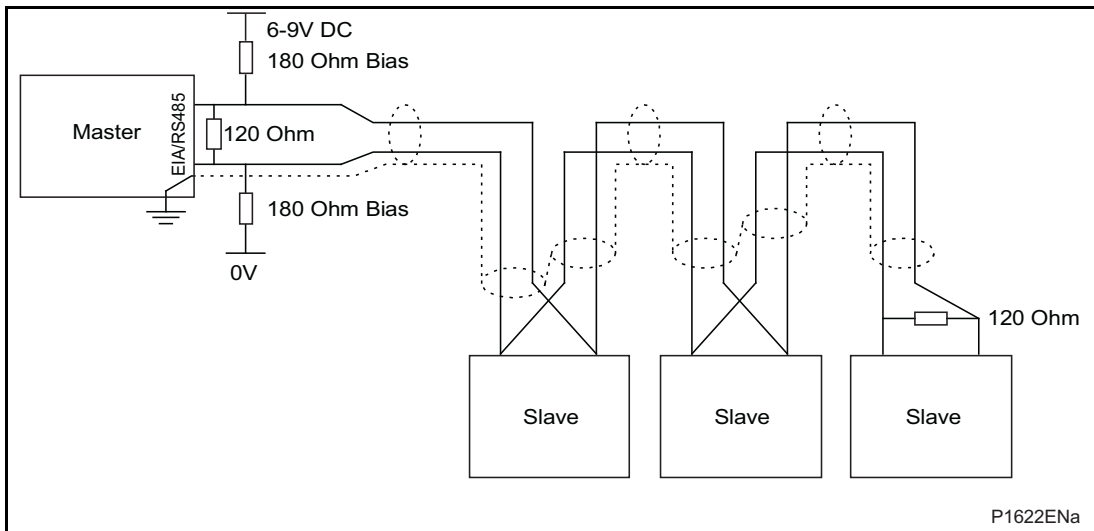 6-9V DC
180 Ohm Bias
Master
EIA/RS485
120 Ohm
180 Ohm Bias
0V
120 Ohm
Slave
Slave
Slave
P1622ENa